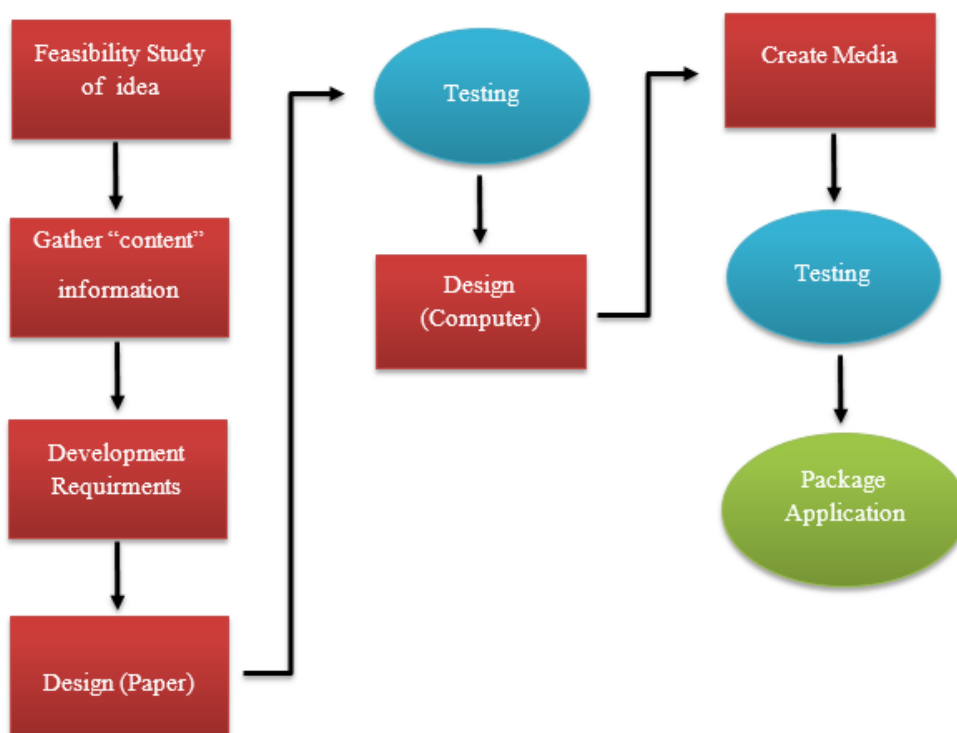 Feasibility Study
of idea
Gather “content”
information
Development
Requirments
Design (Paper)
Testing
Design
(Computer)
Create Media
Testing
Package
Application